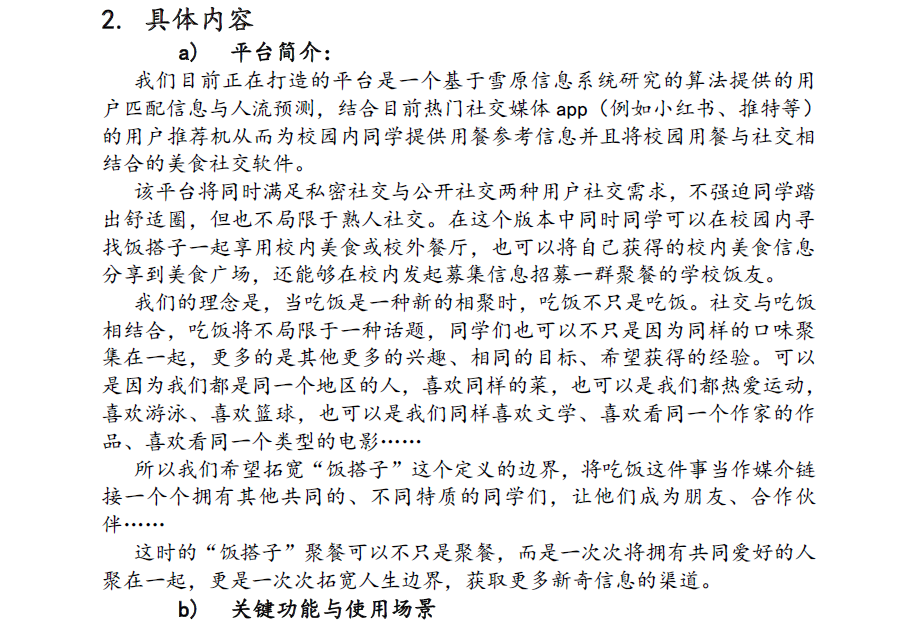 2. 具体内容
a) 平台简介：
我们目前正在打造的平台是一个基于雪原信息系统研究的算法提供的用
户匹配信息与人流预测，结合目前热门社交媒体 app（例如小红书、推特等）
的用户推荐机从而为校园内同学提供用餐参考信息并且将校园用餐与社交相
结合的美食社交软件。
该平台将同时满足私密社交与公开社交两种用户社交需求，不强迫同学踏
出舒适圈，但也不局限于熟人社交。在这个版本中同时同学可以在校园内寻
找饭搭子一起享用校内美食或校外餐厅，也可以将自己获得的校内美食信息
分享到美食广场，还能够在校内发起募集信息招募一群聚餐的学校饭友。
我们的理念是，当吃饭是一种新的相聚时，吃饭不只是吃饭。社交与吃饭
相结合，吃饭将不局限于一种话题，同学们也可以不只是因为同样的口味聚
集在一起，更多的是其他更多的兴趣、相同的目标、希望获得的经验。可以
是因为我们都是同一个地区的人，喜欢同样的菜，也可以是我们都热爱运动，
喜欢游泳、喜欢篮球，也可以是我们同样喜欢文学、喜欢看同一个作家的作
品、喜欢看同一个类型的电影……
所以我们希望拓宽“饭搭子”这个定义的边界，将吃饭这件事当作媒介链
接一个个拥有其他共同的、不同特质的同学们，让他们成为朋友、合作伙
伴……
这时的“饭搭子”聚餐可以不只是聚餐，而是一次次将拥有共同爱好的人
聚在一起，更是一次次拓宽人生边界，获取更多新奇信息的渠道。
b) 关键功能与使用场景